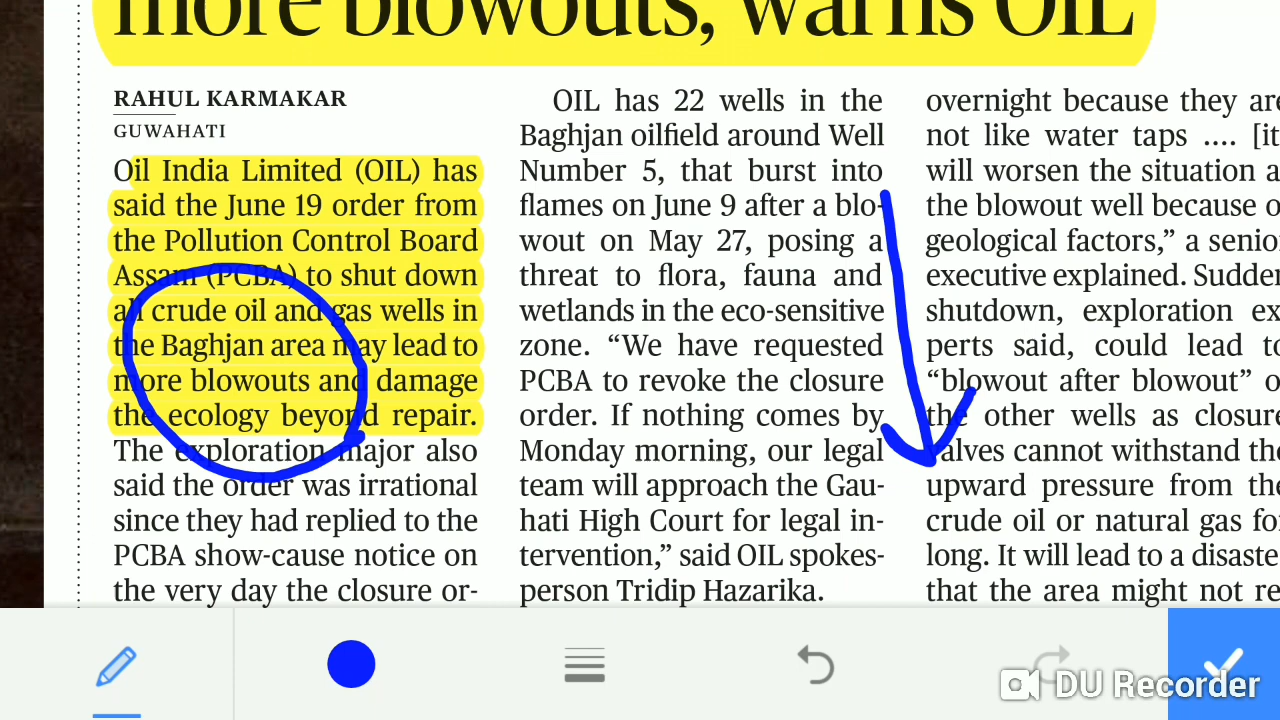 more blowouts, warns OIL
RAHUL KARMAKAR
GUWAHATI
Oil India Limited (OIL) has
said the June 19 order from
the Pollution Control Board
Assam (PCBA) to shut down
all crude oil and gas wells in
the Baghjan area may lead to
more blowouts and damage
the ecology beyond repair.
The exploration major also
said the order was irrational
since they had replied to the
PCBA show-cause notice on
the very day the closure or-
OIL has 22 wells in the
Baghjan oilfield around Well
Number 5, that burst into
flames on June 9 after a blo-
wout on May 27, posing a
threat to flora, fauna and
wetlands in the eco-sensitive
zone. “We have requested
PCBA to revoke the closure
order. If nothing comes by
Monday morning, our legal
team will approach the Gau-
hati High Court for legal in-
tervention,” said OIL spokes-
person Tridip Hazarika.
overnight because they are
not like water taps .... [it
will worsen the situation a
the blowout well because o
geological factors,” a senior
executive explained. Sudden
shutdown, exploration ex
perts said, could lead to
“blowout after blowout” o
the other wells as closure
valves cannot withstand the
upward pressure from the
crude oil or natural gas for
long. It will lead to a disaste
that the area might not re
DU Recorder